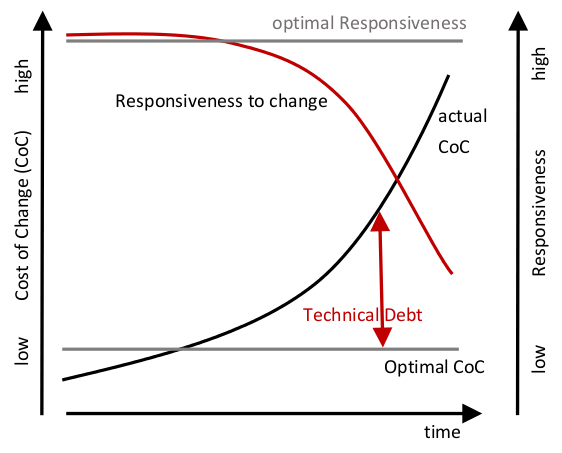 optimal Responsiveness
high
high
Responsiveness to change
actual
CoC
Cost of Change (CoC)
Responsiveness
Technical Debt
low
Optimal CoC
low
time